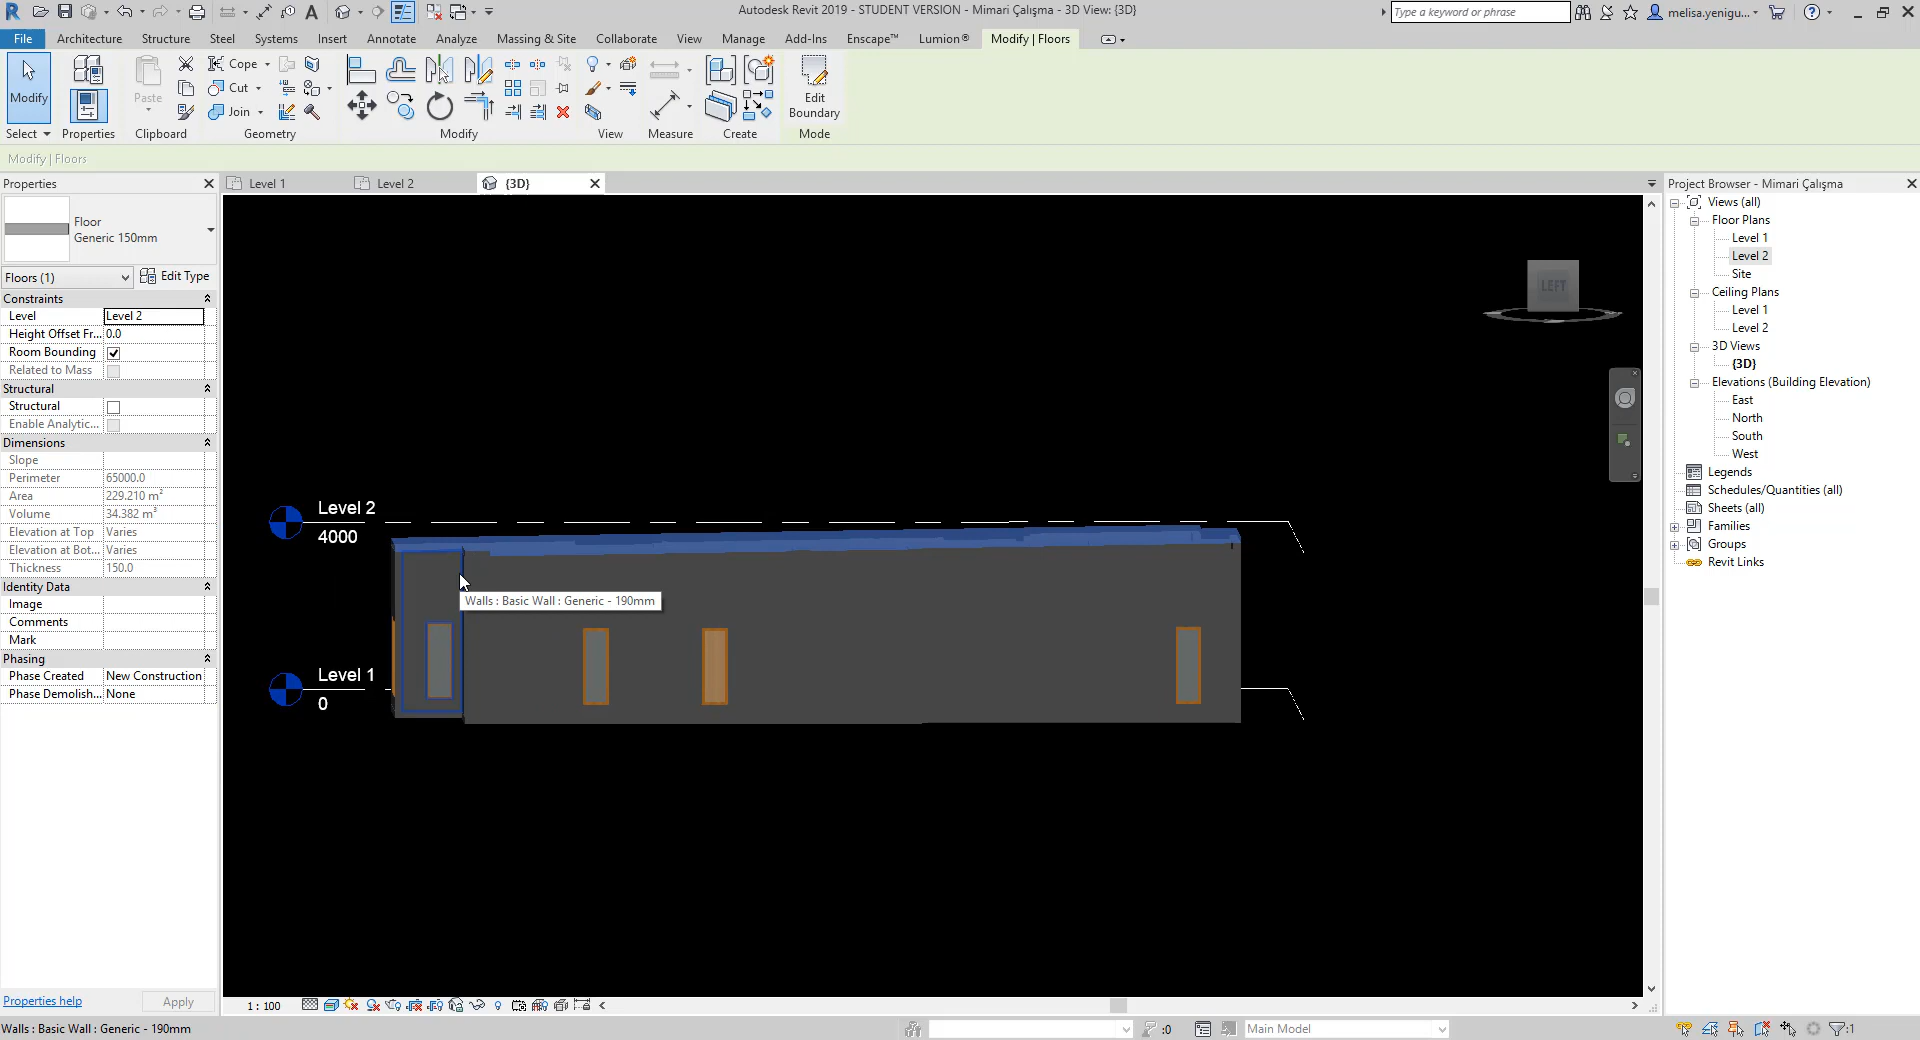 Autodesk Revit 2019 - STUDENT VERSION - Mimari Çalışma - 3D View: {3D}
Type a keyword or phrase
melisa.yenigu...
File
Architecture
Structure
Steel
Systems
Insert
Annotate
Analyze
Massing & Site
Collaborate
View
Manage
Add-Ins
Enscape™
Lumion®
Modify | Floors
Modify
Paste
Cope
Cut
Join
Edit
Boundary
Select
Properties
Clipboard
Geometry
Modify
View
Measure
Create
Mode
Modify | Floors
Properties
Floor
Generic 150mm
Floors (1)
Edit Type
Constraints
Level
Level 2
Height Offset Fr...
0.0
Room Bounding
Related to Mass
Structural
Structural
Enable Analytic...
Dimensions
Slope
Perimeter
65000.0
Area
229.210 m²
Volume
34.382 m³
Elevation at Top
Varies
Elevation at Bot...
Varies
Thickness
150.0
Identity Data
Image
Comments
Mark
Phasing
Phase Created
New Construction
Phase Demolish...
None
Properties help
Apply
Level 1
Level 2
{3D}
LEFT
Level 2
4000
Walls : Basic Wall : Generic - 190mm
Level 1
0
Project Browser - Mimari Çalışma
Views (all)
Floor Plans
Level 1
Level 2
Site
Ceiling Plans
Level 1
Level 2
3D Views
{3D}
Elevations (Building Elevation)
East
North
South
West
Legends
Schedules/Quantities (all)
Sheets (all)
Families
Groups
Revit Links
1 : 100
Walls : Basic Wall : Generic - 190mm
:0
Main Model
:1